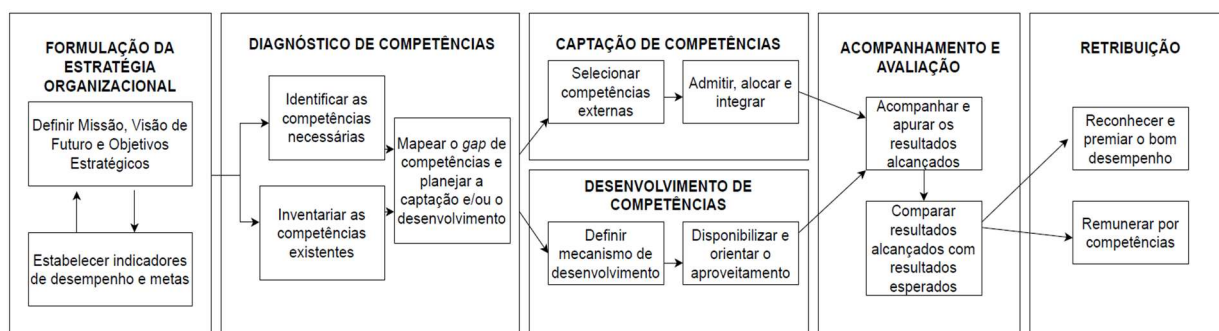 FORMULAÇÃO DA
ESTRATÉGIA
ORGANIZACIONAL
Definir Missão, Visão de
Futuro e Objetivos
Estratégicos
Estabelecer indicadores
de desempenho e metas
DIAGNÓSTICO DE COMPETÊNCIAS
Identificar as
competências
necessárias
Inventariar as
competências
existentes
Mapear o gap de
competências e
planejar a
captação e/ou o
desenvolvimento
CAPTAÇÃO DE COMPETÊNCIAS
Selecionar
competências
externas
Admitir, alocar e
integrar
DESENVOLVIMENTO DE
COMPETÊNCIAS
Definir
mecanismo de
desenvolvimento
Disponibilizar e
orientar o
aproveitamento
ACOMPANHAMENTO E
AVALIAÇÃO
Acompanhar e
apurar os
resultados
alcançados
Comparar
resultados
alcançados com
resultados
esperados
RETRIBUIÇÃO
Reconhecer e
premiar o bom
desempenho
Remunerar por
competências